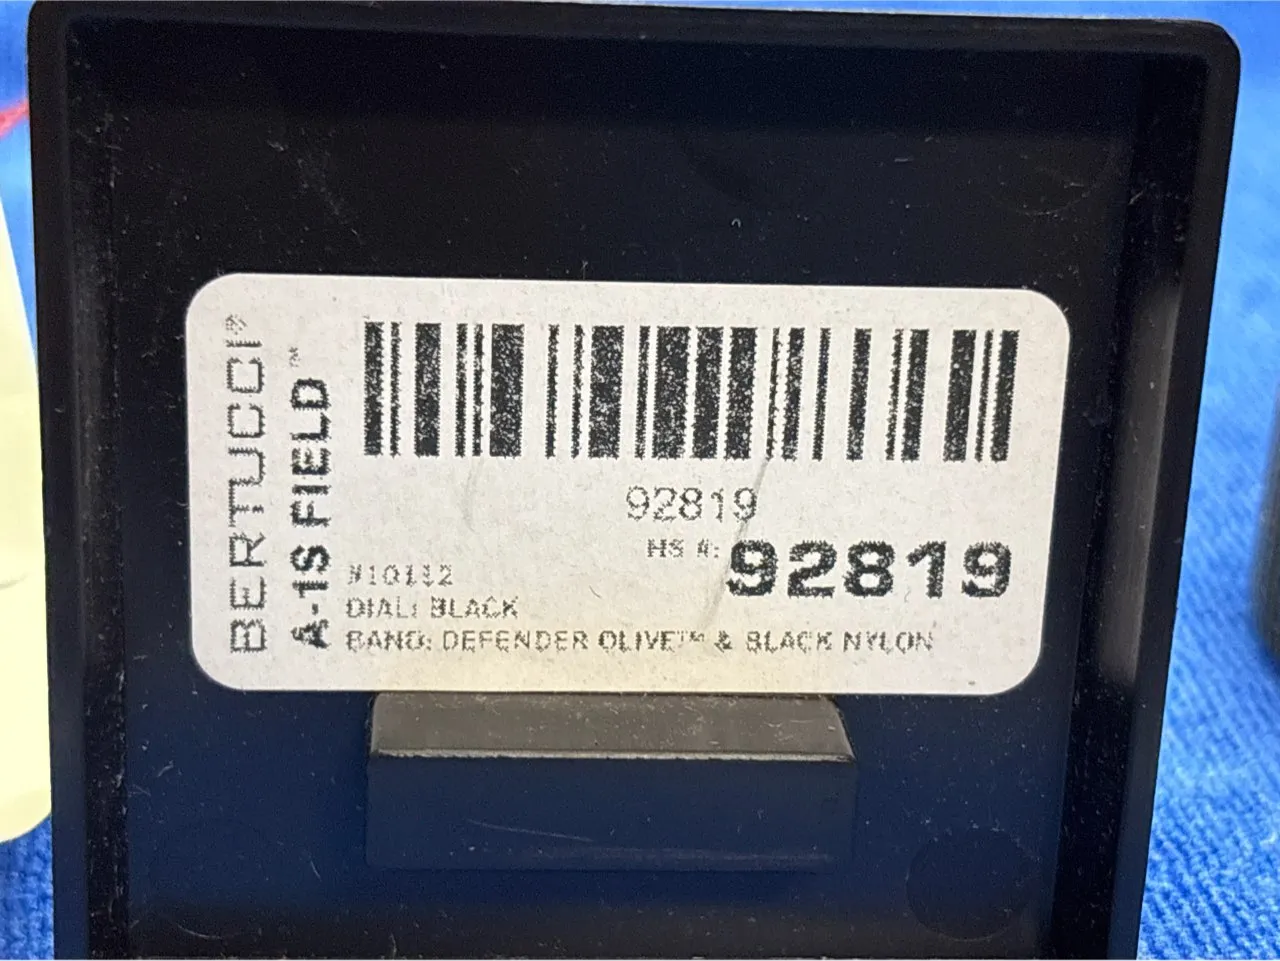 BERTUCCI®
A-1S FIELD™
92819
HS #: 92819
#10112
DIAL: BLACK
BAND: DEFENDER OLIVE™ & BLACK NYLON